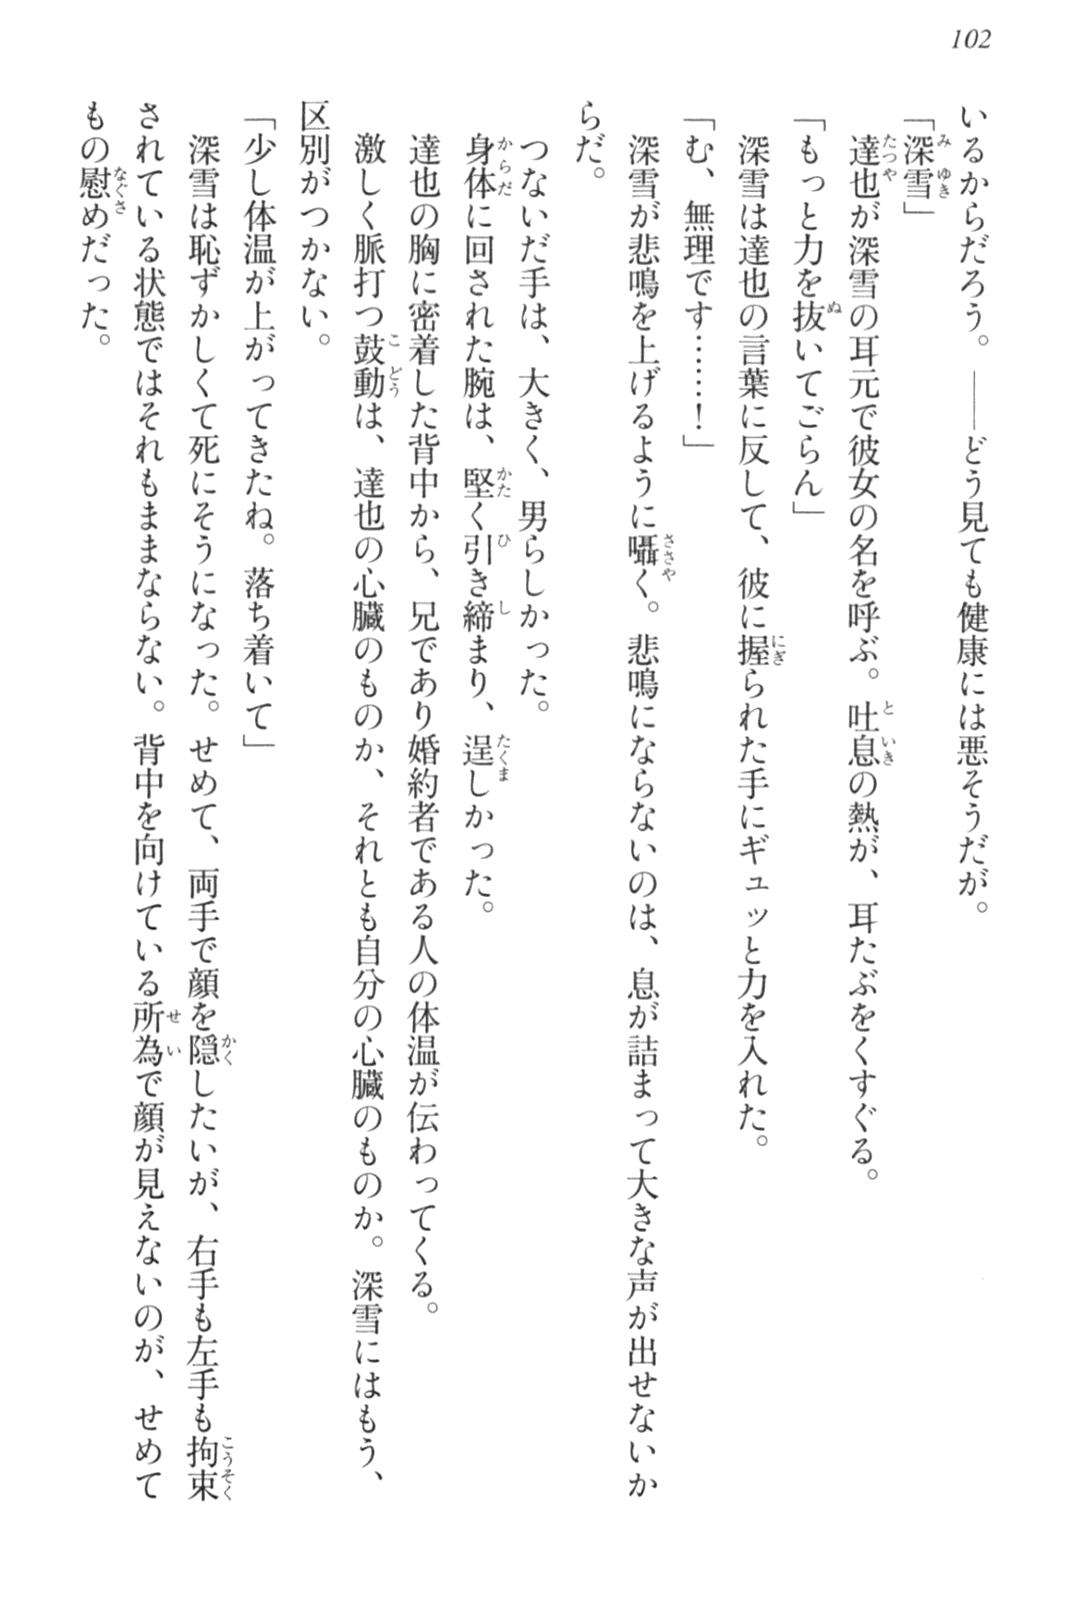 102
いるからだろう。――どう見ても健康には悪そうだが。
「深雪」
達也が深雪の耳元で彼女の名を呼ぶ。吐息の熱が、耳たぶをくすぐる。
「もっと力を抜いてごらん」
深雪は達也の言葉に反して、彼に握られた手にギュッと力を入れた。
「む、無理です……！」
深雪が悲鳴を上げるように囁く。悲鳴にならないのは、息が詰まって大きな声が出せないか
らだ。
つないだ手は、大きく、男らしかった。
身体に回された腕は、堅く引き締まり、逞しかった。
達也の胸に密着した背中から、兄であり婚約者である人の体温が伝わってくる。
激しく脈打つ鼓動は、達也の心臓のものか、それとも自分の心臓のものか。深雪にはもう、
区別がつかない。
「少し体温が上がってきたね。落ち着いて」
深雪は恥ずかしくて死にそうになった。せめて、両手で顔を隠したいが、右手も左手も拘束
されている状態ではそれもままならない。背中を向けている所為で顔が見えないのが、せめて
もの慰めだった。